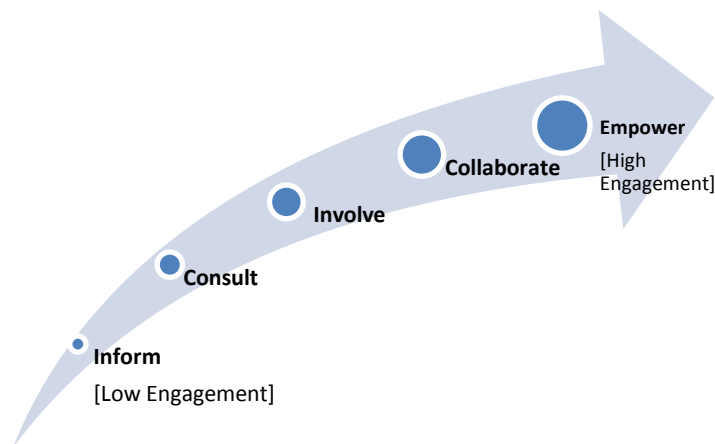 Empower
[High
Engagement]
Collaborate
Involve
Consult
Inform
[Low Engagement]